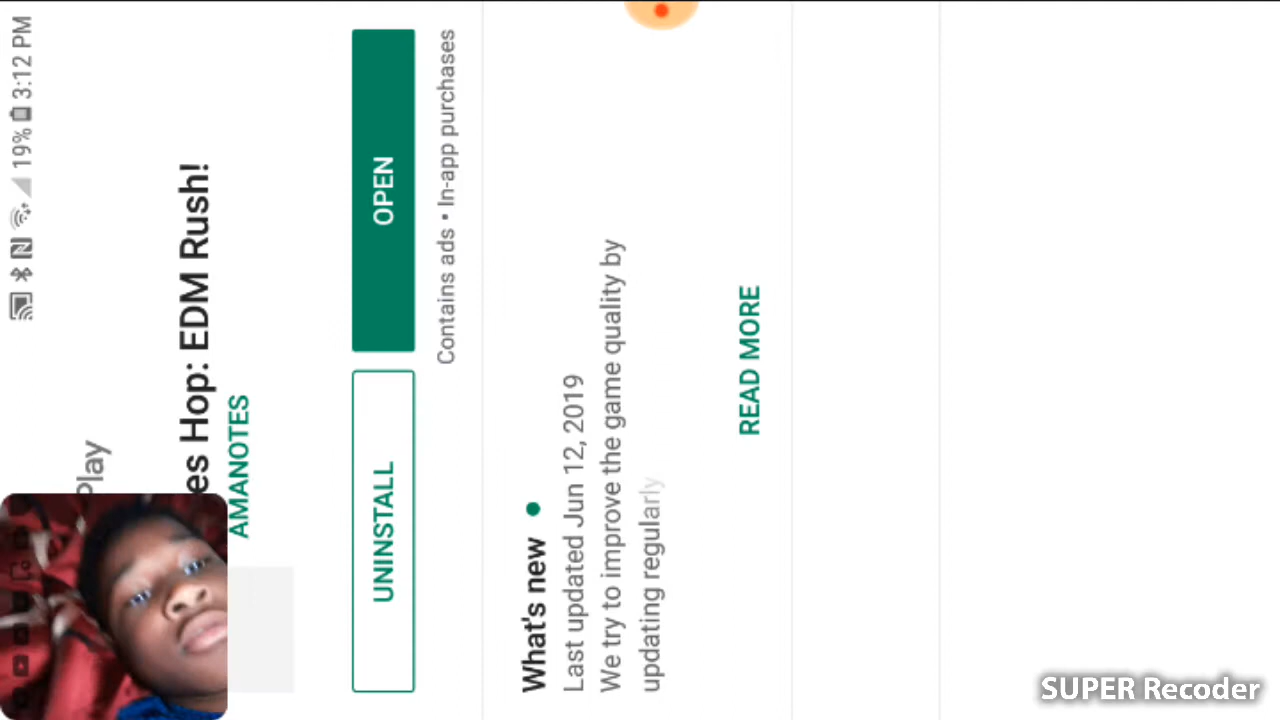 19% 3:12 PM
Play
es Hop: EDM Rush!
AMANOTES
UNINSTALL
OPEN
Contains ads • In-app purchases
What's new
Last updated Jun 12, 2019
We try to improve the game quality by
updating regularly
READ MORE
SUPER Recoder